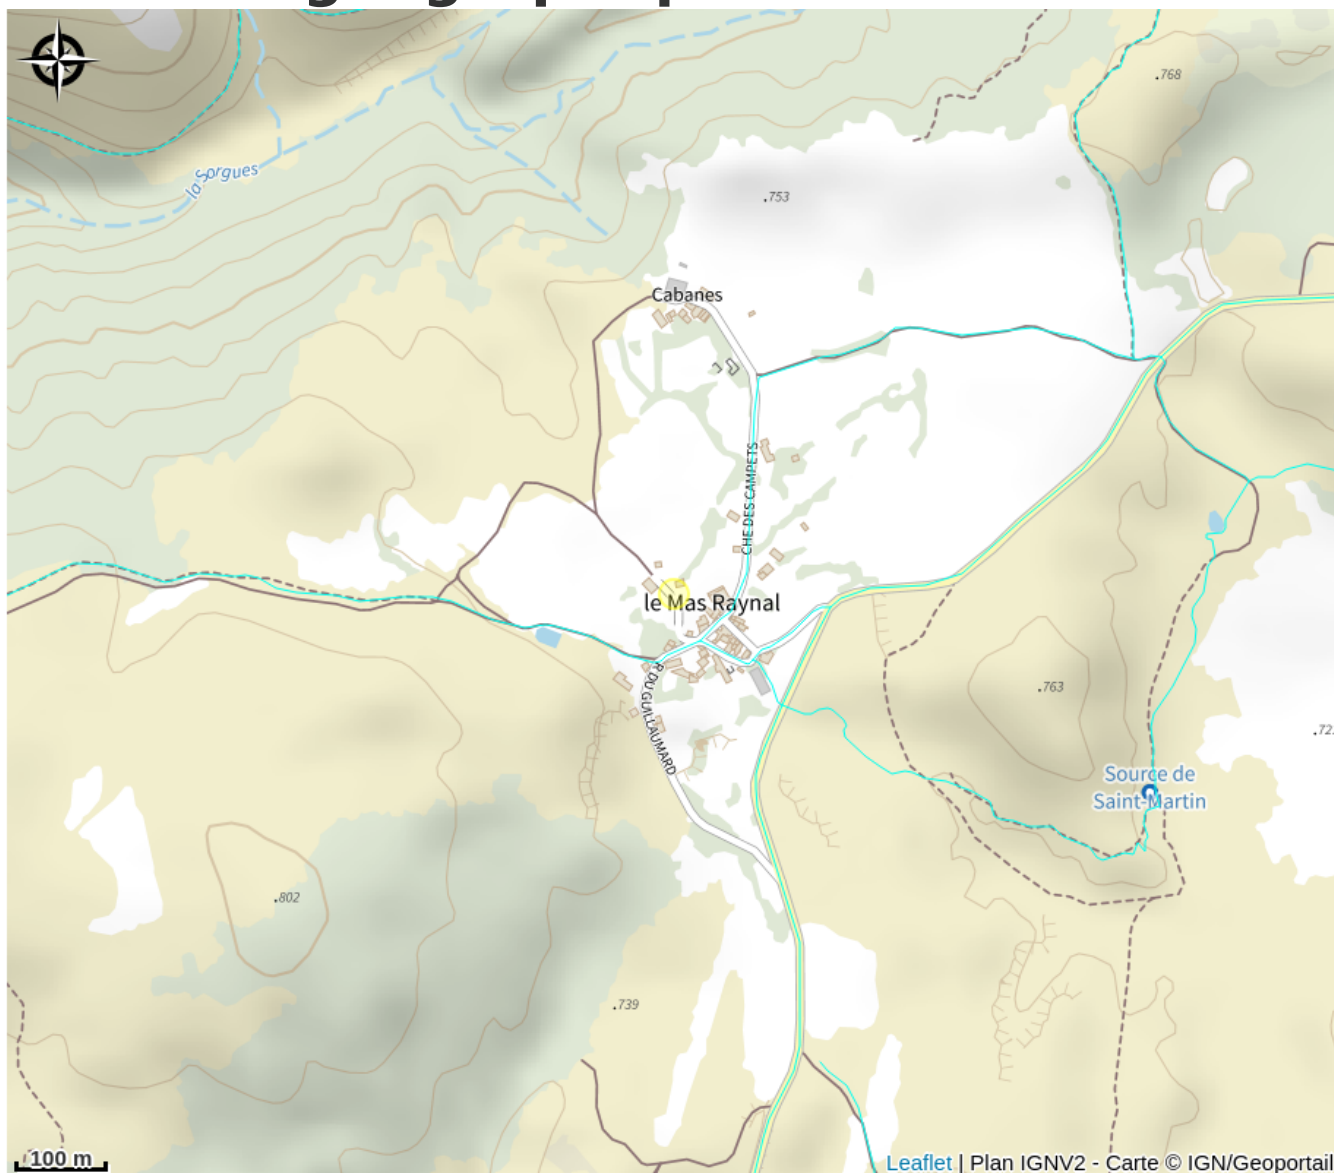 .768
la Sorgues
.753
Cabanes
CHE DES CAMPETS
le Mas Raynal
R DU GUILLAUMARD
.763
.72
Source de
Saint-Martin
.802
.739
100 m
Leaflet | Plan IGNV2 - Carte © IGN/Geoportail